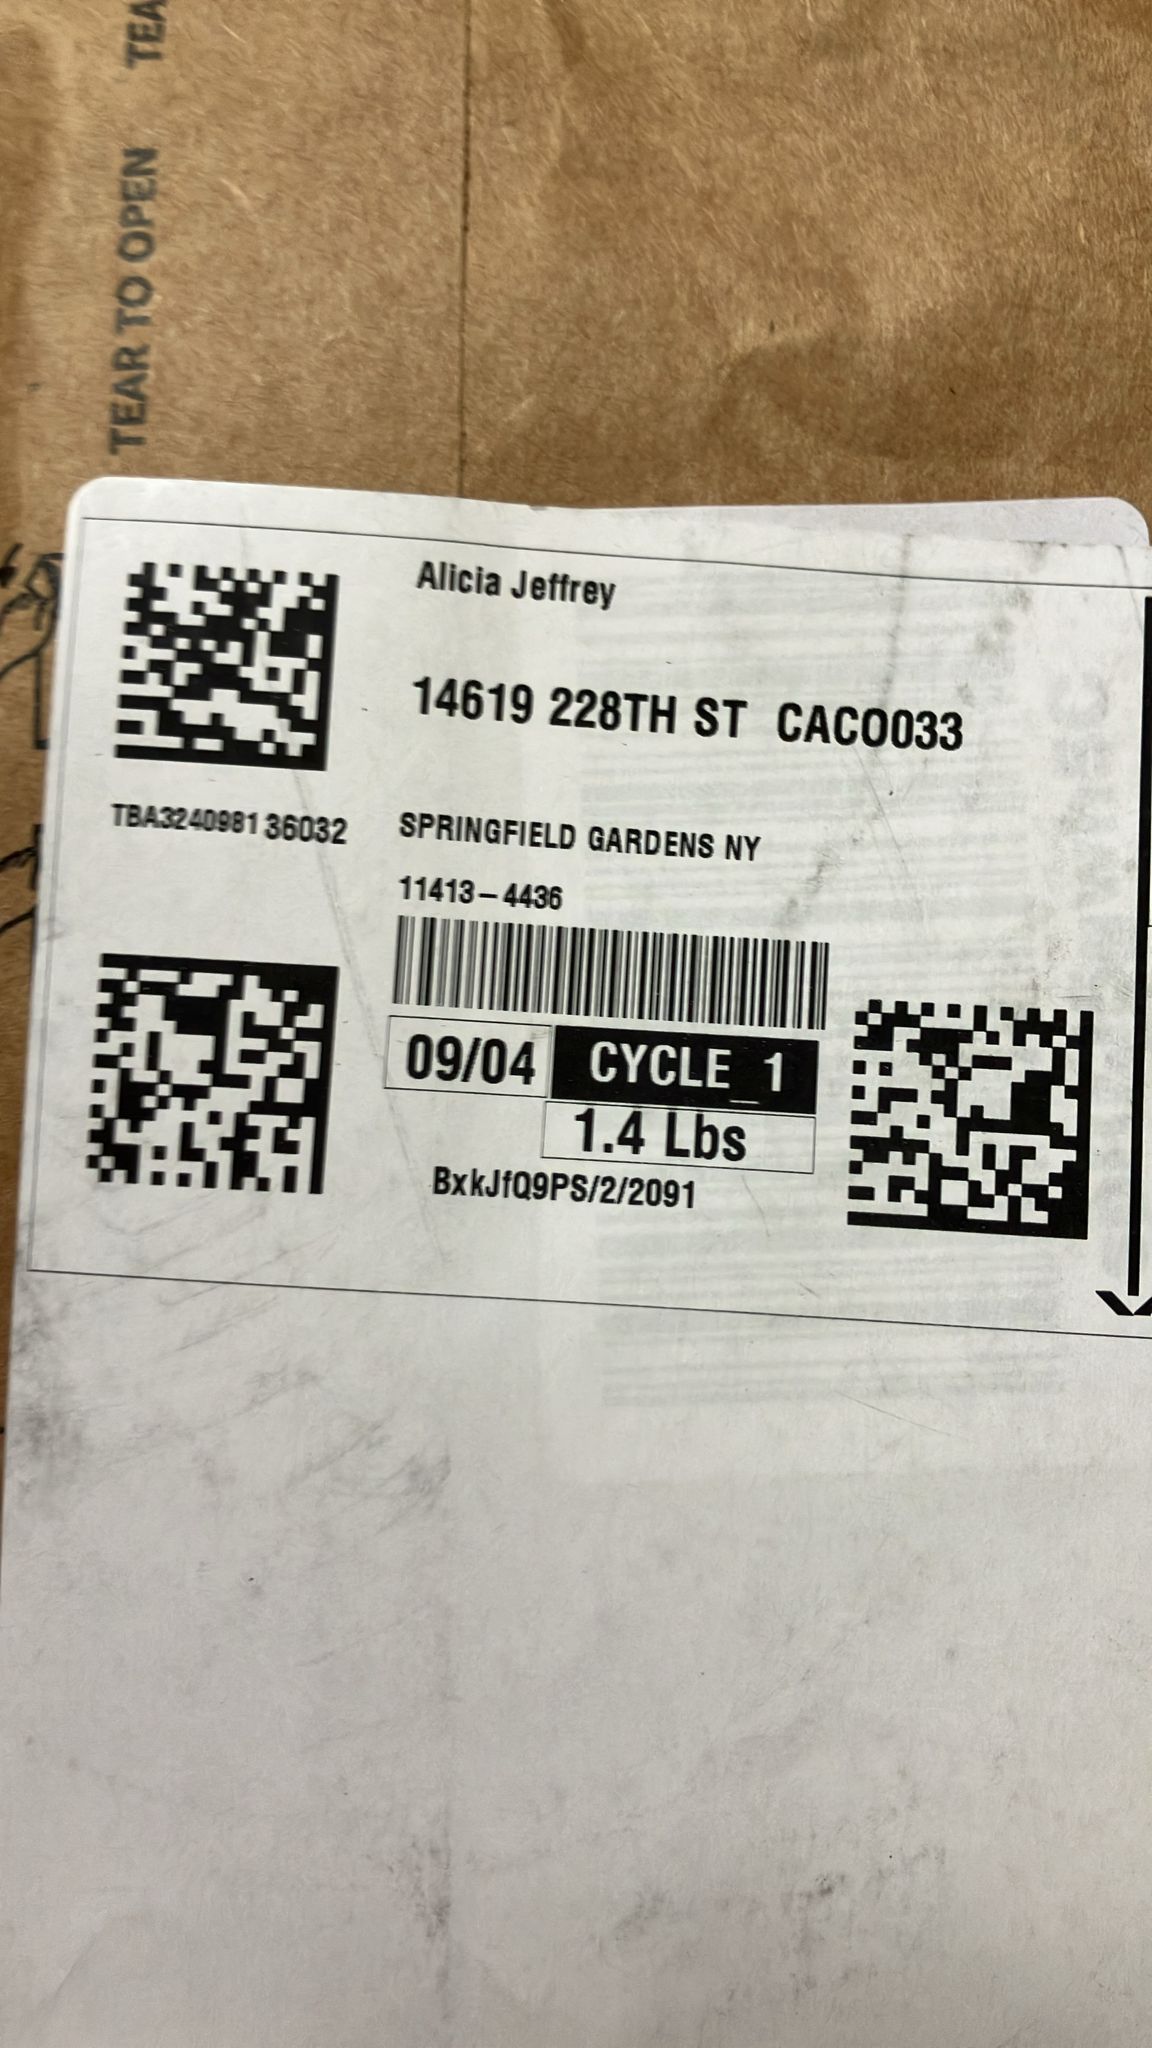 TEA
TEAR TO OPEN
Alicia Jeffrey
14619 228TH ST CACO033
TBA324098136032
SPRINGFIELD GARDENS NY
11413-4436
09/04
CYCLE_1
1.4 Lbs
BxkJfQ9PS/2/2091